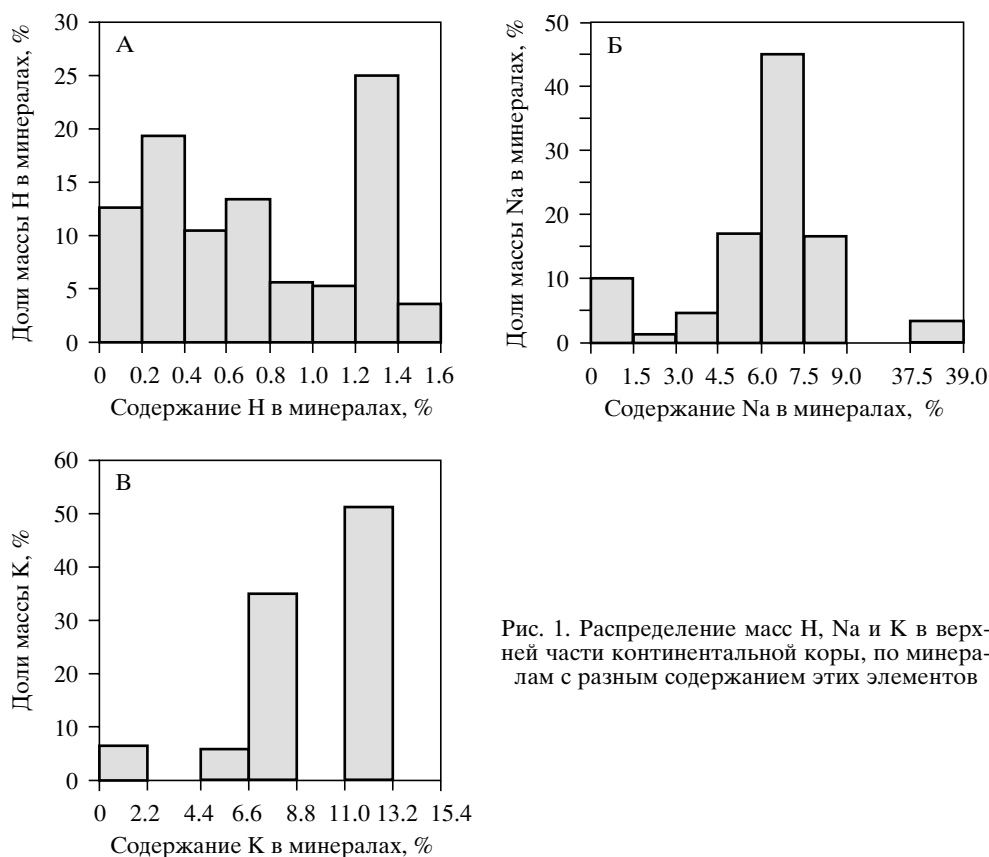 А
Доли массы H в минералах, %
30
25
20
15
10
5
0
0 0.2 0.4 0.6 0.8 1.0 1.2 1.4 1.6
Содержание H в минералах, %
Б
Доли массы Na в минералах, %
50
40
30
20
10
0
0 1.5 3.0 4.5 6.0 7.5 9.0 37.5 39.0
Содержание Na в минералах, %
В
Доли массы K, %
60
50
40
30
20
10
0
0 2.2 4.4 6.6 8.8 11.0 13.2 15.4
Содержание K в минералах, %
Рис. 1. Распределение масс H, Na и K в верх-
ней части континентальной коры, по минера-
лам с разным содержанием этих элементов